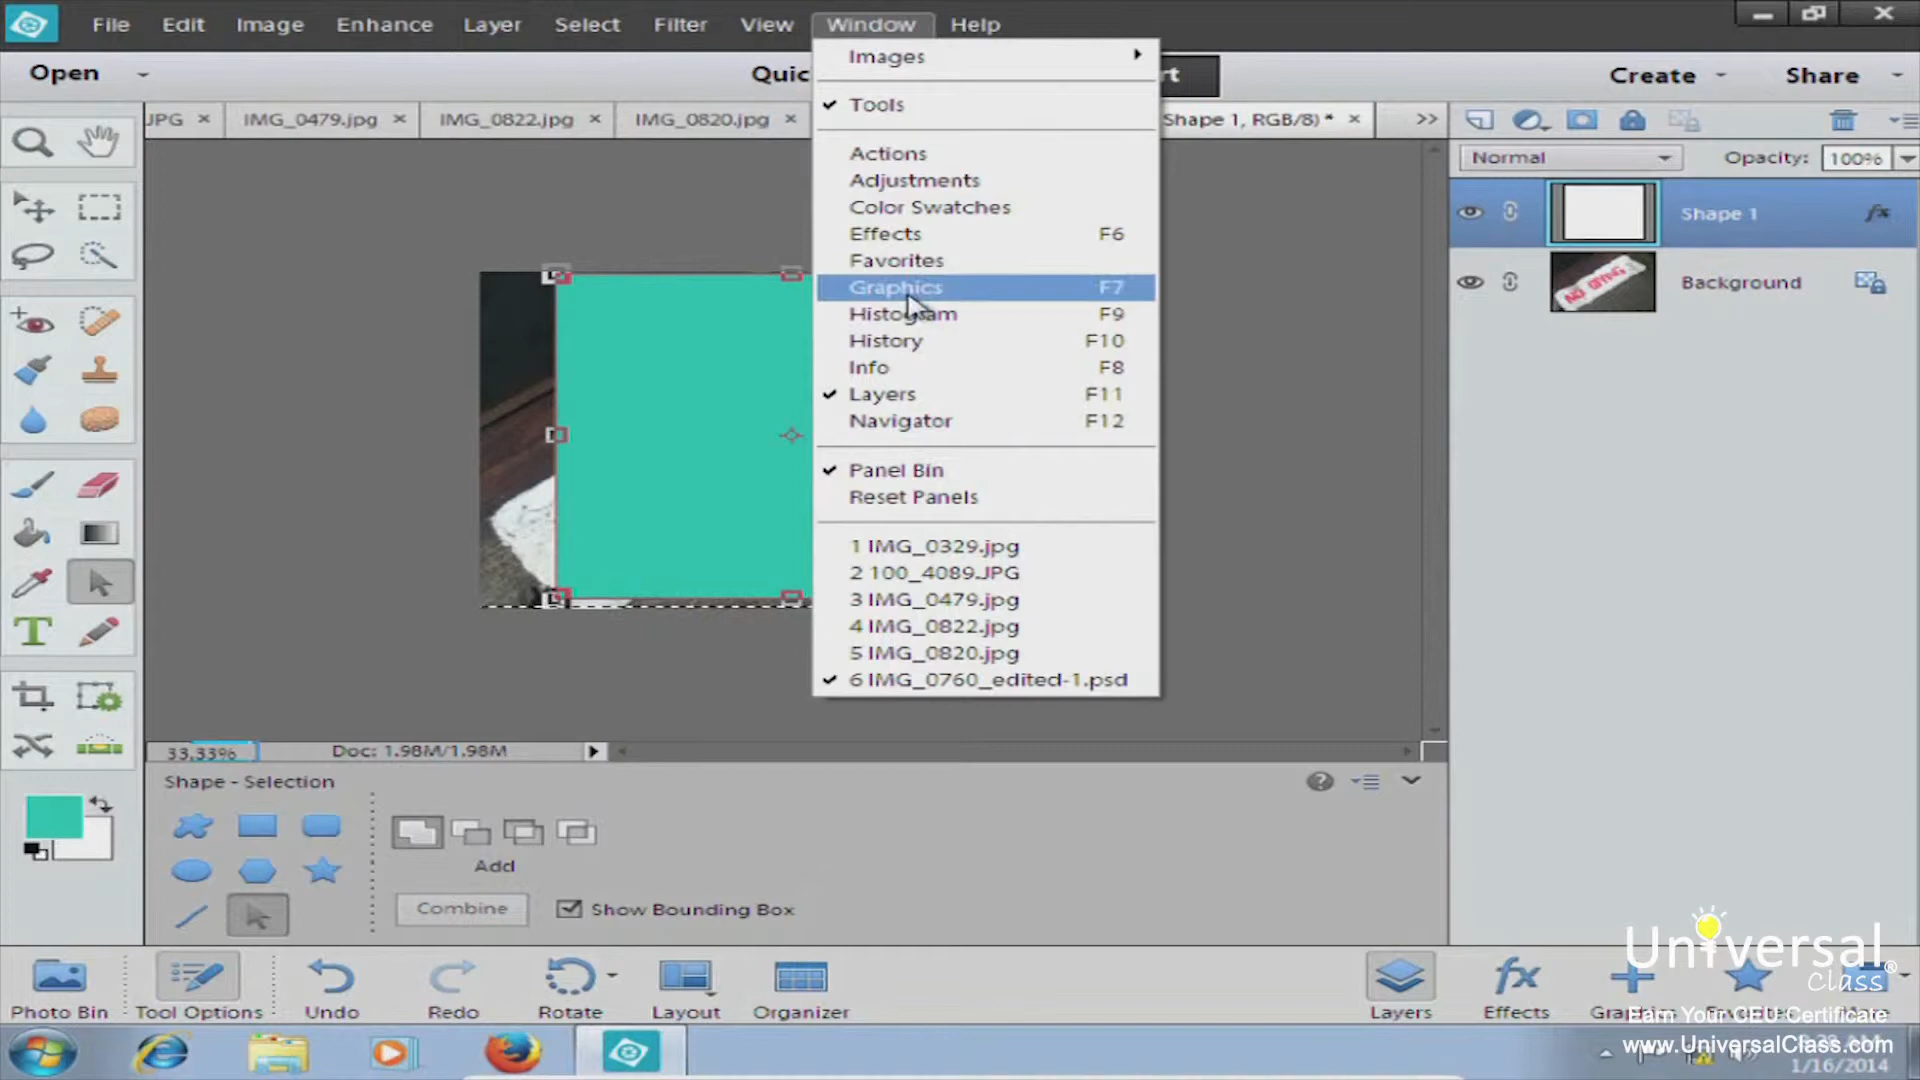 File Edit Image Enhance Layer Select Filter View Window Help
Open Create Share
JPG × IMG_0479.jpg × IMG_0822.jpg × IMG_0820.jpg × Shape 1, RGB/8) * × >>
Images
Tools
Actions
Adjustments
Color Swatches
Effects F6
Favorites
Graphics F7
Histogram F9
History F10
Info F8
Layers F11
Navigator F12
Panel Bin
Reset Panels
1 IMG_0329.jpg
2 100_4089.JPG
3 IMG_0479.jpg
4 IMG_0822.jpg
5 IMG_0820.jpg
6 IMG_0760_edited-1.psd
Normal Opacity: 100%
Shape 1 fx
Background
33.33% Doc: 1.98M/1.98M
Shape - Selection
Add
Combine Show Bounding Box
Photo Bin Tool Options Undo Redo Rotate Layout Organizer Layers Effects
Universal
Class
®
Earn Your CEU Certificate
www.UniversalClass.com
1/16/2014